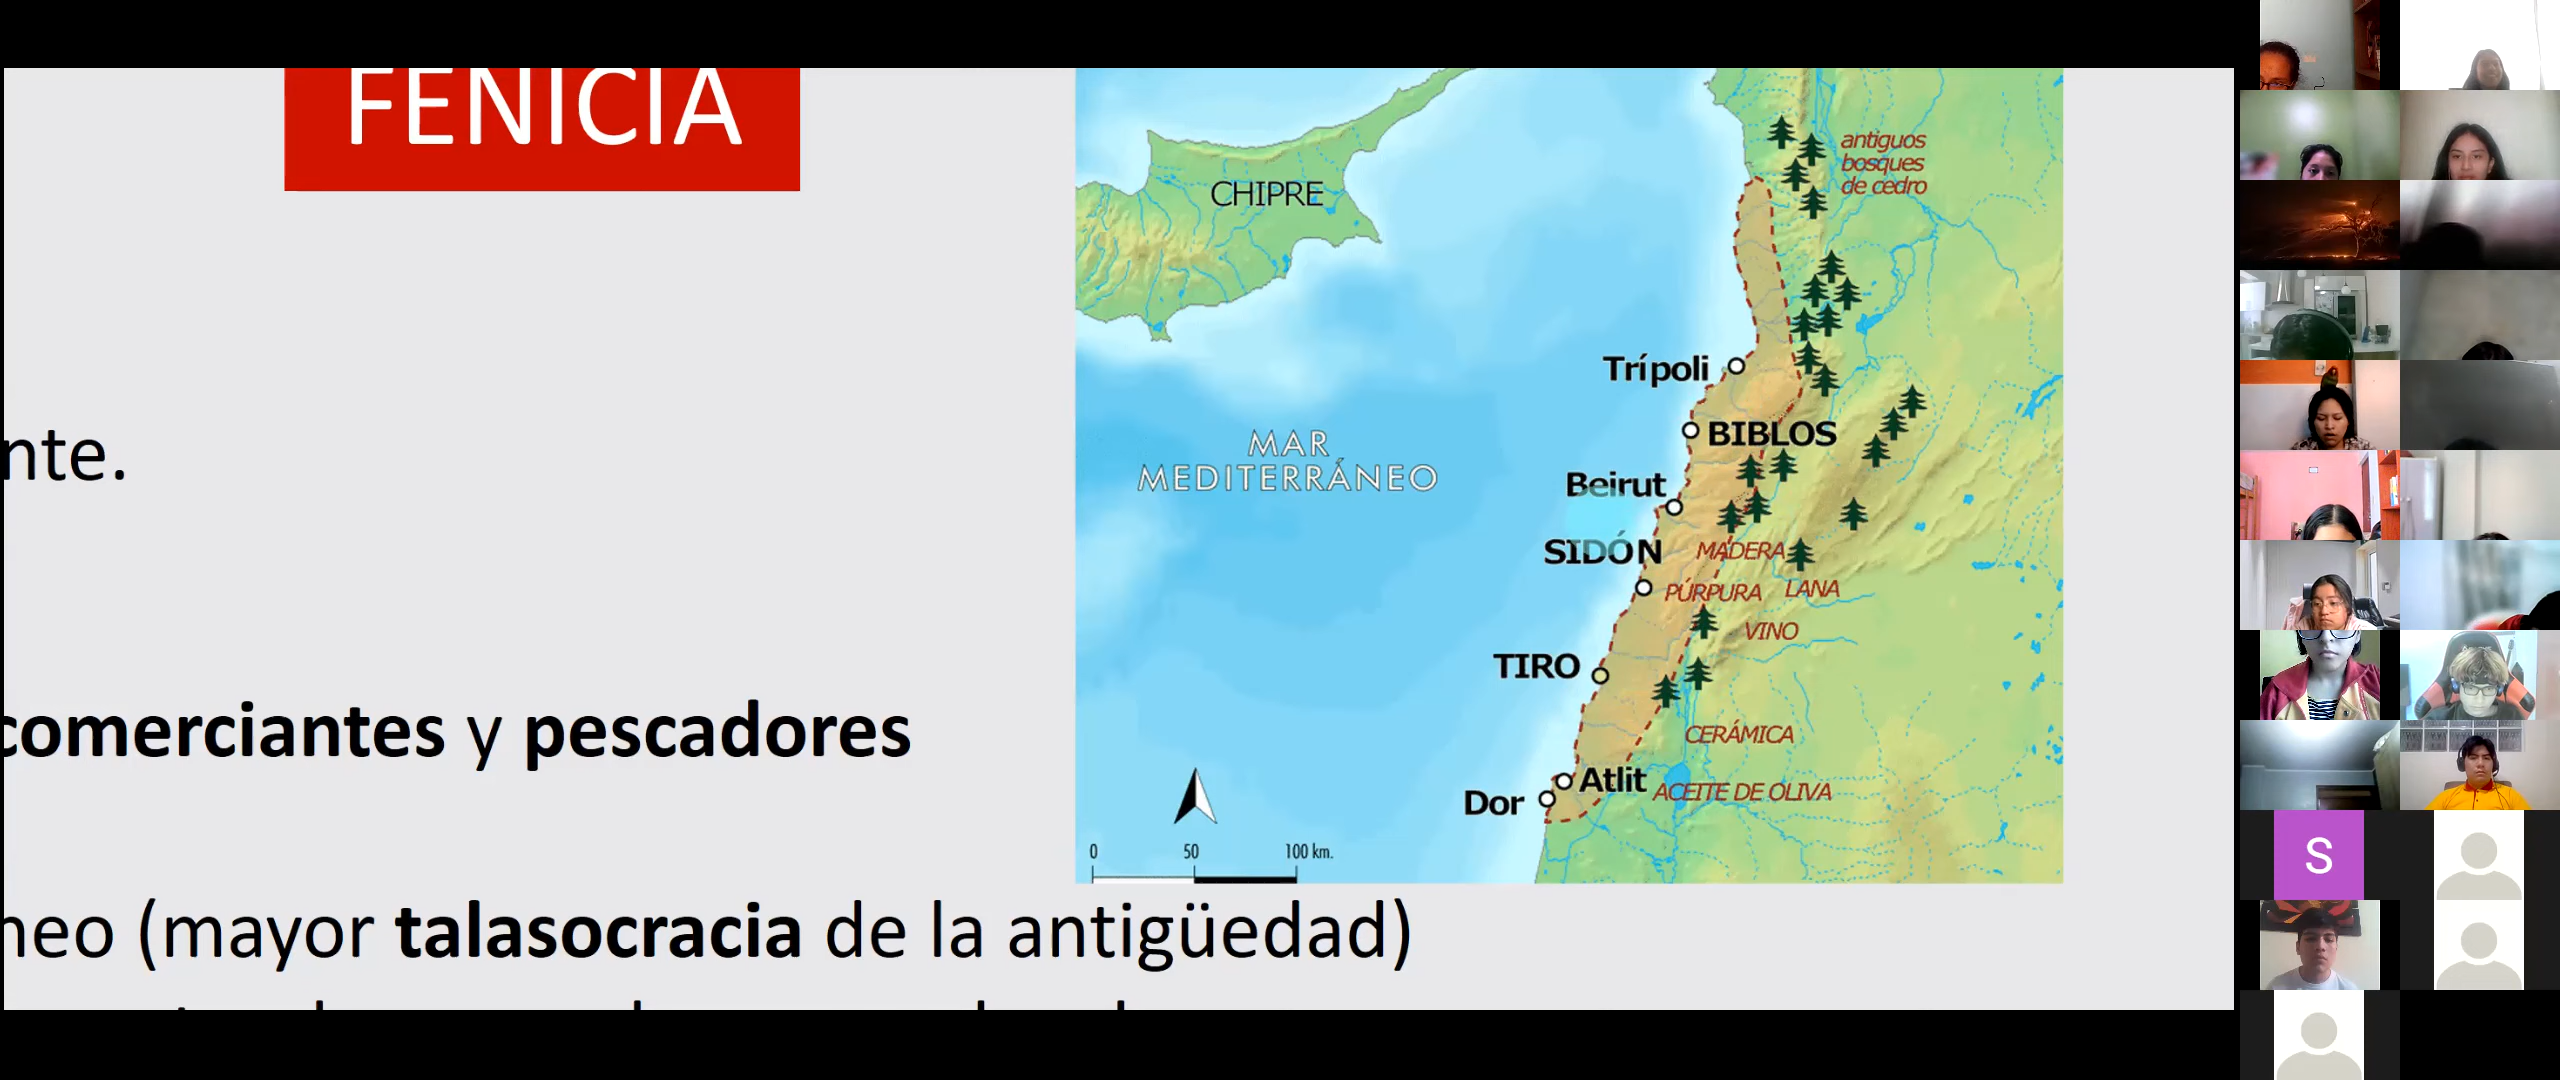 FENICIA
nte.
comerciantes y pescadores
neo (mayor talasocracia de la antigüedad)
antiguos
bosques
de cedro
CHIPRE
Trípoli
BIBLOS
MAR
MEDITERRÁNEO
Beirut
SIDÓN
MADERA
PÚRPURA
LANA
VINO
TIRO
CERÁMICA
Atlit
Dor
ACEITE DE OLIVA
0 50 100 km.
S